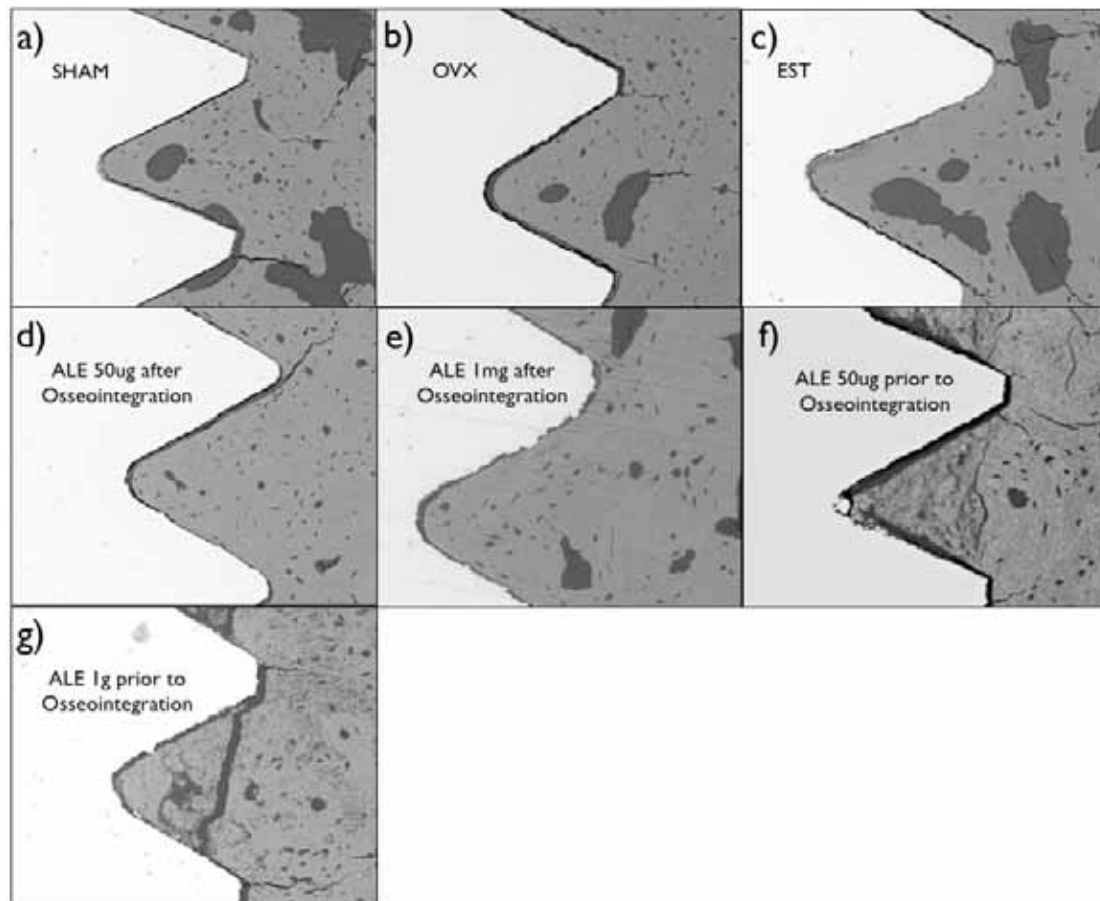 a)
SHAM
b)
OVX
c)
EST
d)
ALE 50ug after
Osseointegration
e)
ALE 1mg after
Osseointegration
f)
ALE 50ug prior to
Osseointegration
g)
ALE 1g prior to
Osseointegration